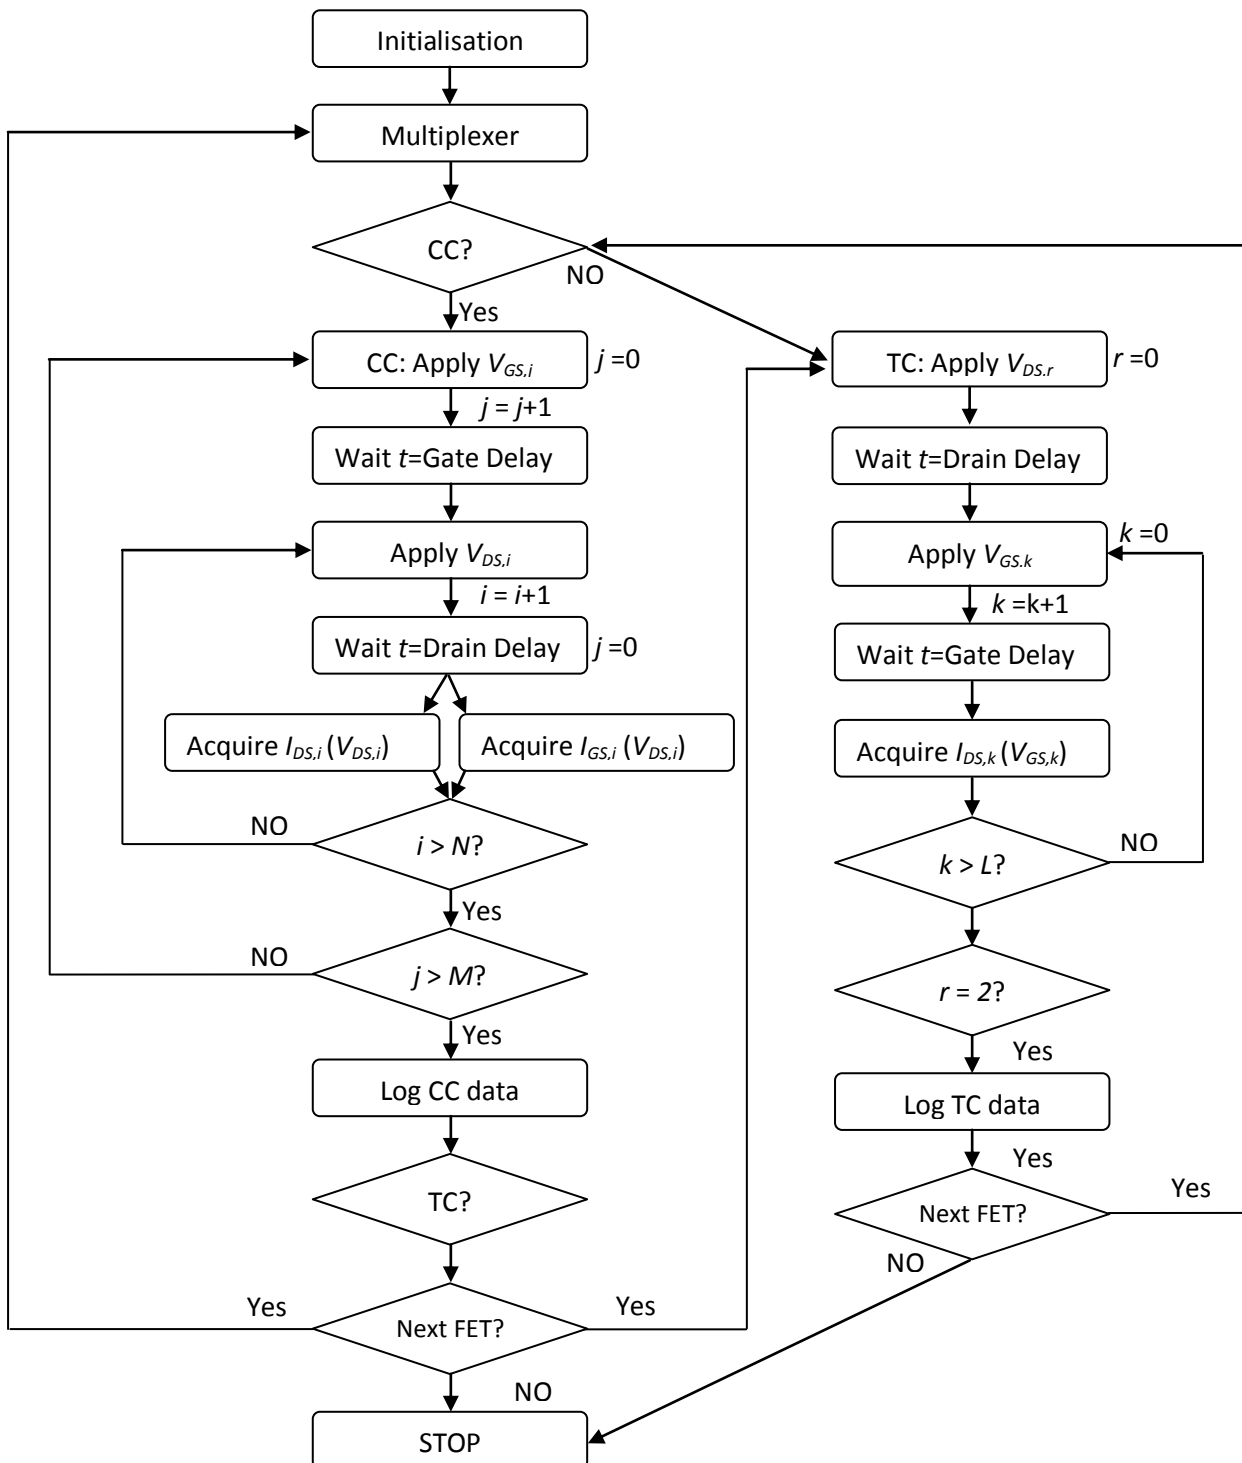 Initialisation
Multiplexer
CC?
NO
Yes
CC: Apply V_GS,i
j=0
j = j+1
Wait t=Gate Delay
Apply V_DS,i
i = i+1
Wait t=Drain Delay
j=0
Acquire I_DS,i (V_DS,i)
Acquire I_GS,i (V_DS,i)
NO
i > N?
Yes
NO
j > M?
Yes
Log CC data
TC?
Yes
Next FET?
Yes
NO
STOP
TC: Apply V_DS.r
r =0
Wait t=Drain Delay
k =0
Apply V_GS.k
k =k+1
Wait t=Gate Delay
Acquire I_DS,k (V_GS,k)
k > L?
NO
r = 2?
Yes
Log TC data
Yes
Next FET?
Yes
NO